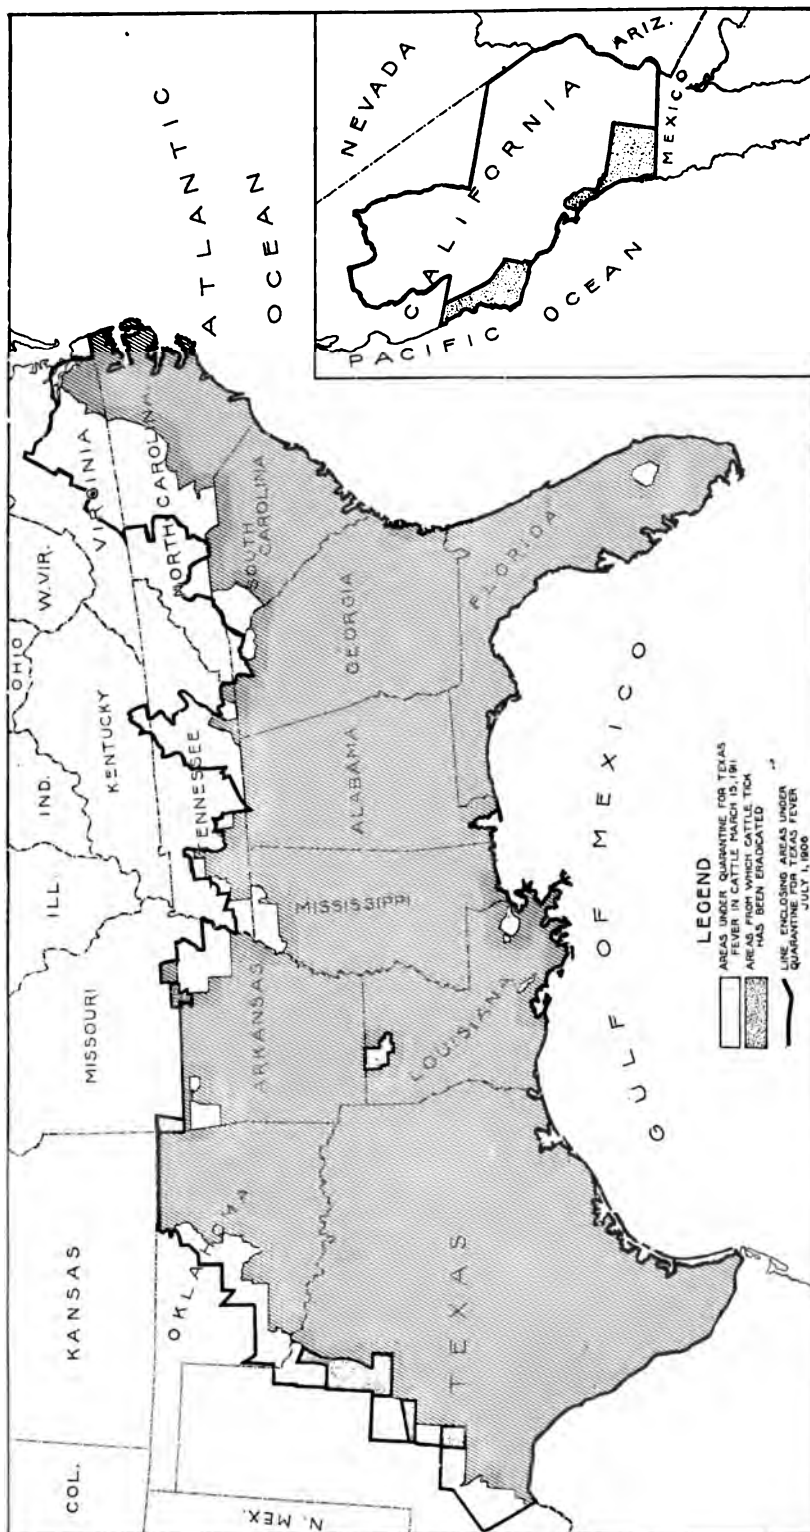 COL.
KANSAS
MISSOURI
ILL.
IND.
OHIO
W.VIR.
KENTUCKY
VIRGINIA
N. MEX.
OKLAHOMA
ARKANSAS
TENNESSEE
NORTH CAROLINA
SOUTH CAROLINA
TEXAS
LOUISIANA
MISSISSIPPI
ALABAMA
GEORGIA
FLORIDA
ATLANTIC
OCEAN
GULF OF MEXICO
LEGEND
AREAS UNDER QUARANTINE FOR TEXAS
FEVER IN CATTLE MARCH 15, 1911
AREAS FROM WHICH CATTLE TICK
HAS BEEN ERADICATED
LINE ENCLOSING AREAS UNDER
QUARANTINE FOR TEXAS FEVER
JULY 1, 1906
NEVADA
ARIZ.
CALIFORNIA
MEXICO
PACIFIC OCEAN